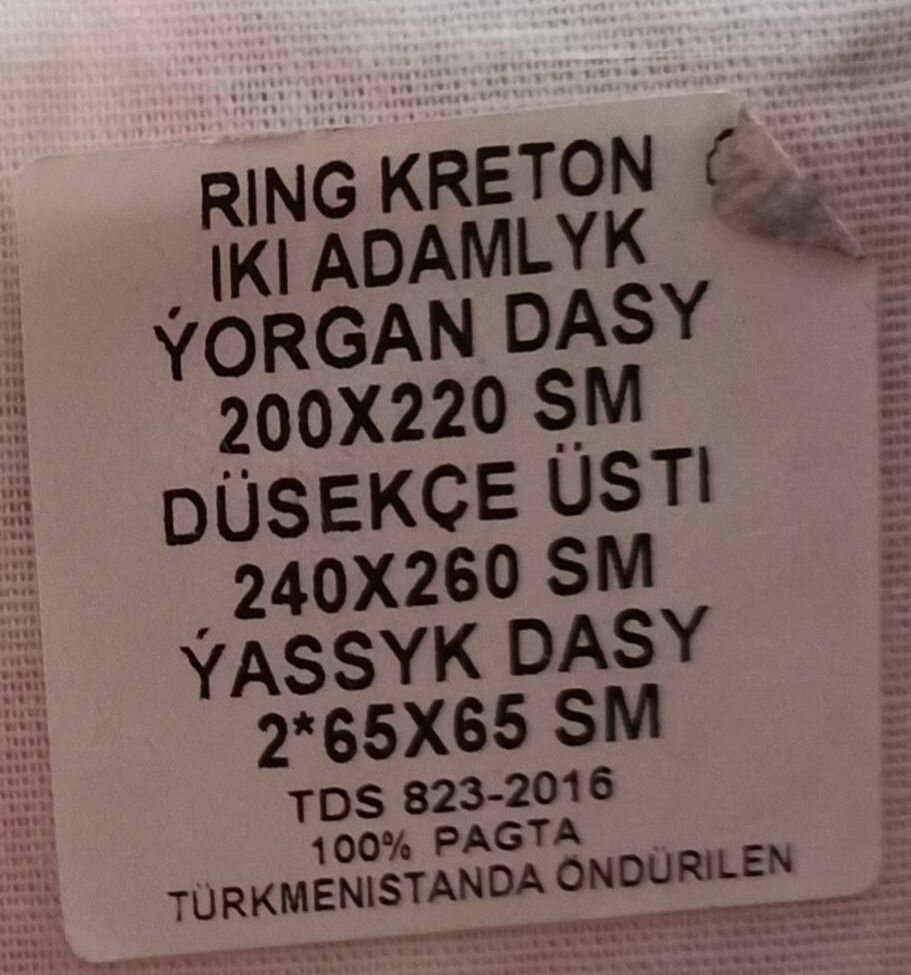 RING KRETON
IKI ADAMLYK
ÝORGAN DASY
200X220 SM
DÜSEKÇE ÜSTI
240X260 SM
ÝASSYK DASY
2*65X65 SM
TDS 823-2016
100% PAGTA
TÜRKMENISTANDA ÖNDÜRILEN